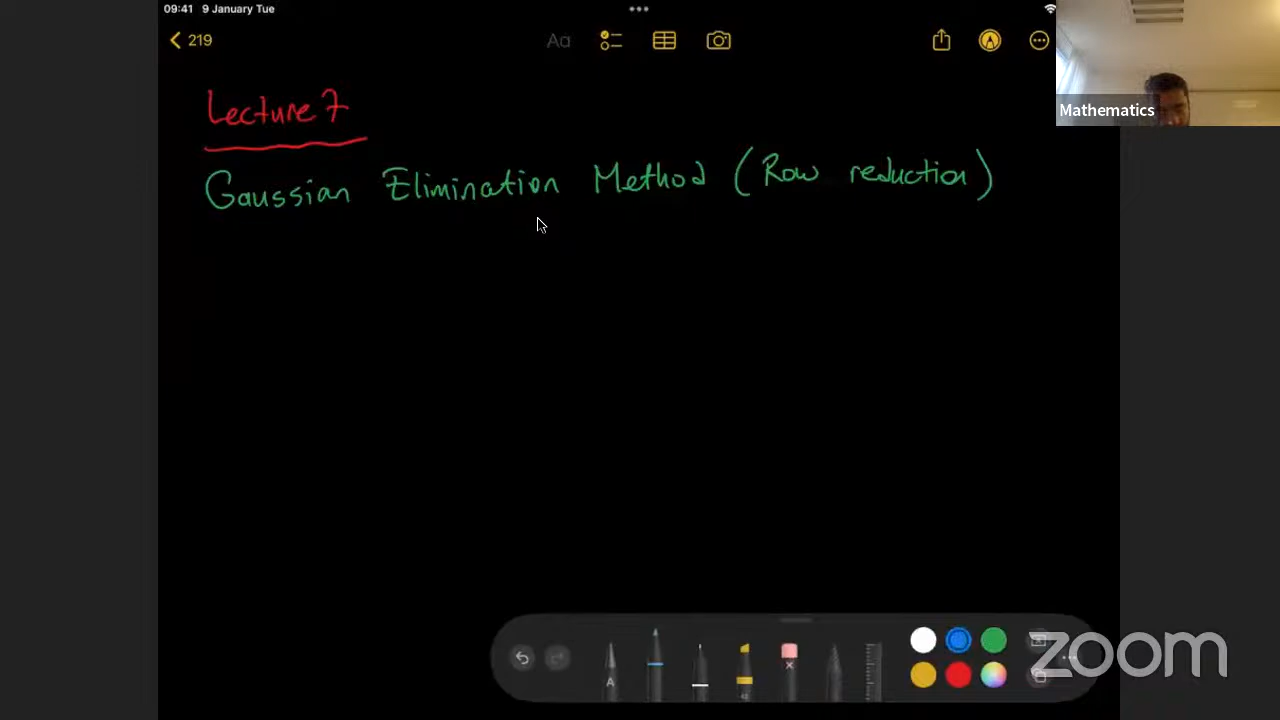 09:41 9 January Tue
219
Aa
Mathematics
Lecture 7
Gaussian Elimination Method (Row reduction)
A
zoom